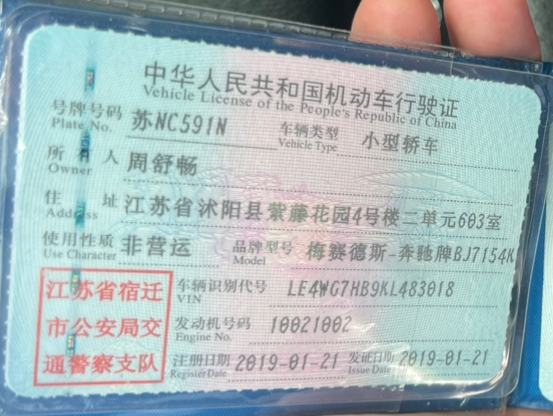 中华人民共和国机动车行驶证
Vehicle License of the People's Republic of China
号牌号码 苏NC591N 车辆类型 小型轿车
Plate No. Vehicle Type
所有人 周舒畅
Owner
住址 江苏省沭阳县紫藤花园4号楼二单元603室
Address
使用性质 非营运 品牌型号 梅赛德斯-奔驰牌BJ7154K
Use Character Model
江苏省宿迁 车辆识别代号 LE4WG7HB9KL483018
VIN
市公安局交 发动机号码 10021002
Engine No.
通警察支队 注册日期 2019-01-21 发证日期 2019-01-21
Register Date Issue Date